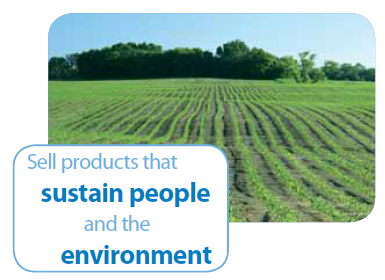 Sell products that
sustain people
and the
environment